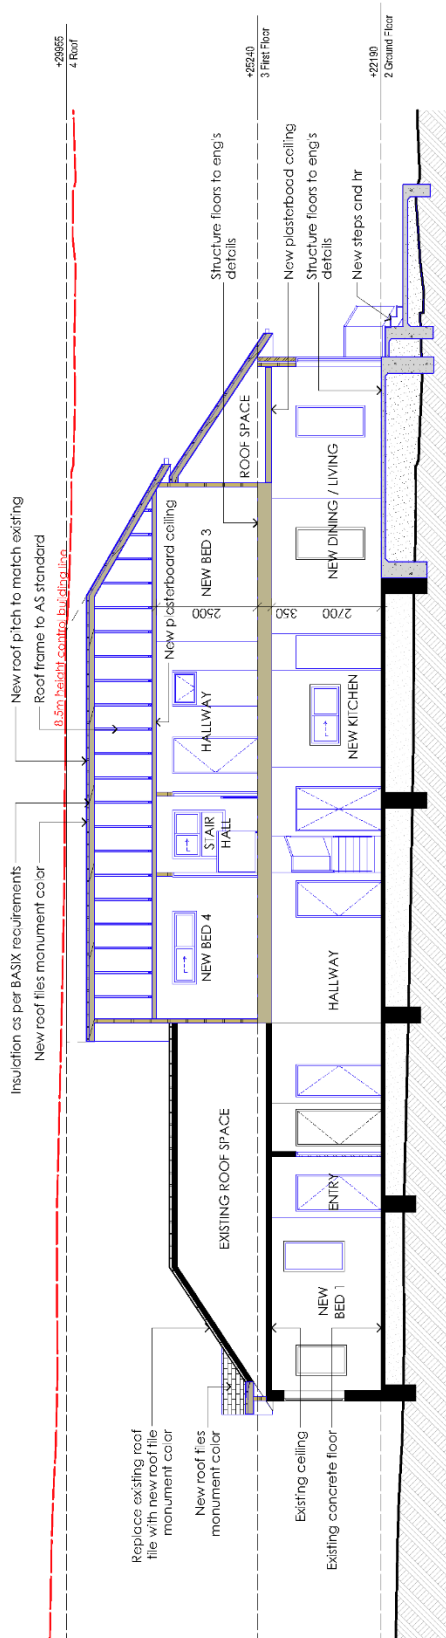 Insulation as per BASIX requirements
New roof tiles monument color
New roof pitch to match existing
Roof frame to AS standard
8.5m height control building line
+29955
4 Roof
Replace existing roof
tile with new roof tile
monument color
New roof tiles
monument color
EXISTING ROOF SPACE
NEW BED 4
STAIR
HALL
HALLWAY
New plasterboard ceiling
NEW BED 3
2500
ROOF SPACE
Structure floors to eng's
details
+25240
3 First Floor
350
New plasterboad ceiling
Structure floors to eng's
details
Existing ceiling
Existing concrete floor
NEW
BED 1
ENTRY
HALLWAY
NEW KITCHEN
2700
NEW DINING / LIVING
New steps and hr
+22190
2 Ground Floor